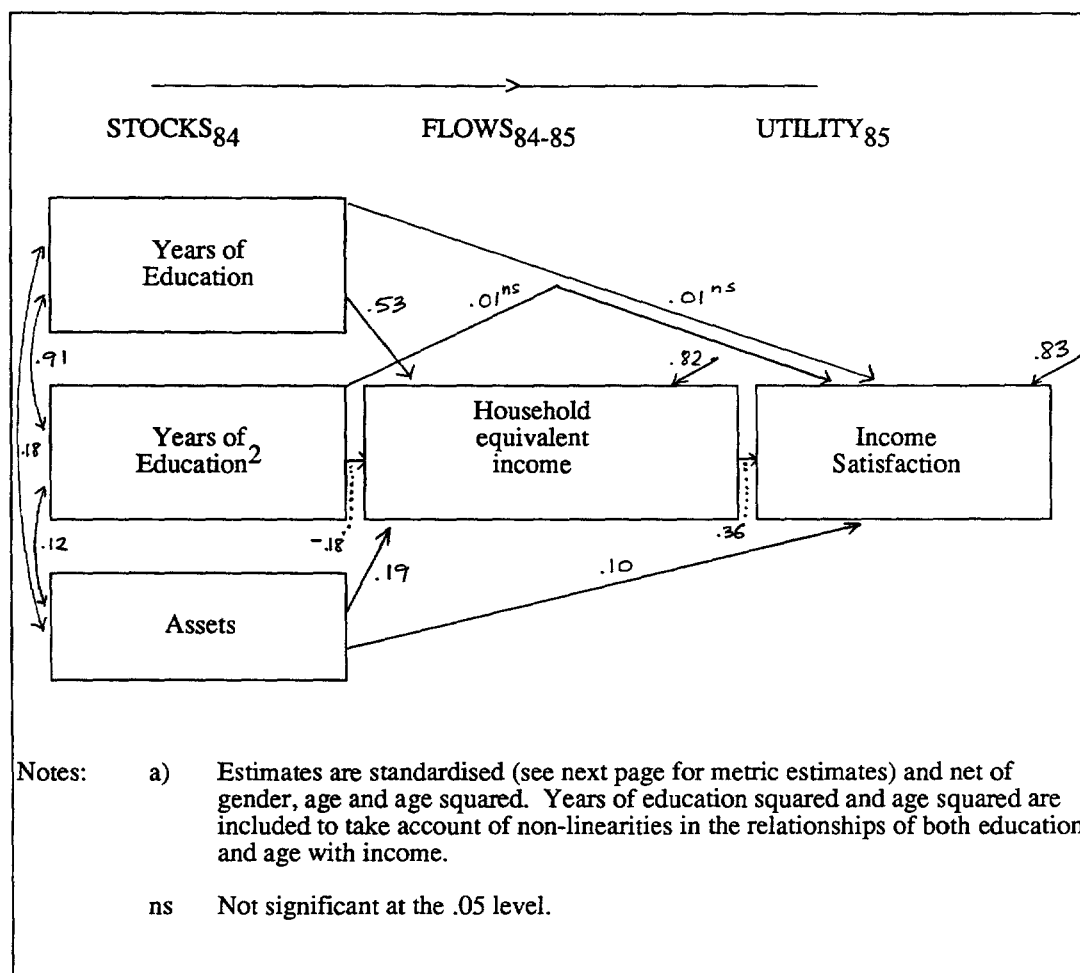 STOCKS84 FLOWS84-85 UTILITY85
Years of
Education
.53
.01ns
.01ns
.91
.82
.83
Years of
Education2
Household
equivalent
income
Income
Satisfaction
.18
-.18
.36
.12
.19
.10
Assets
Notes: a) Estimates are standardised (see next page for metric estimates) and net of
gender, age and age squared. Years of education squared and age squared are
included to take account of non-linearities in the relationships of both education
and age with income.
ns Not significant at the .05 level.